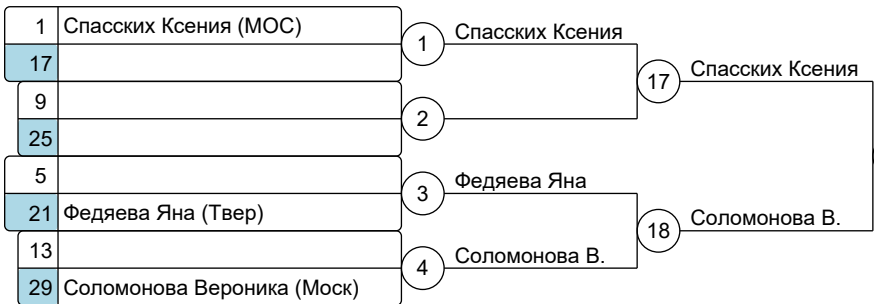 1 Спасских Ксения (МОС)
17
1
Спасских Ксения
9
25
2
17
Спасских Ксения
5
21 Федяева Яна (Твер)
3
Федяева Яна
13
29 Соломонова Вероника (Моск)
4
Соломонова В.
18
Соломонова В.